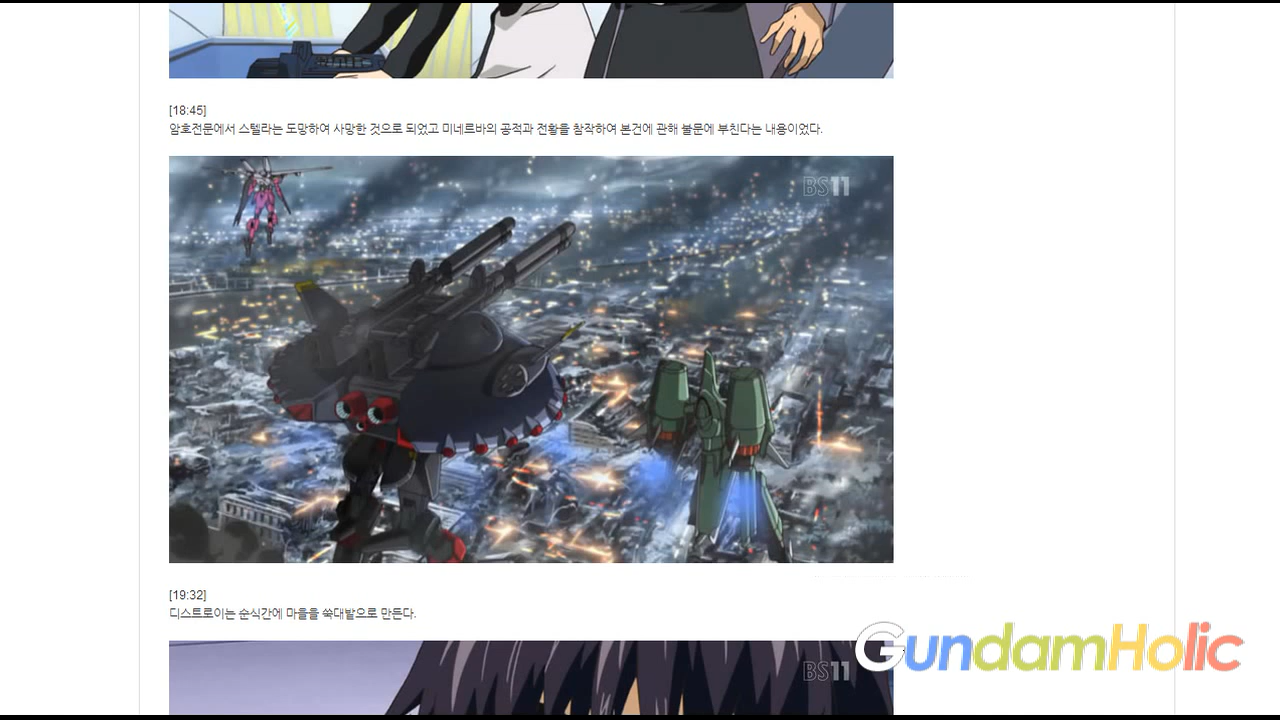 [18:45]
암호전문에서 스텔라는 도망하여 사망한 것으로 되었고 미네르바의 공적과 전황을 참작하여 본건에 관해 불문에 부친다는 내용이었다.
BS11
[19:32]
디스트로이는 순식간에 마을을 쑥대밭으로 만든다.
GundamHolic
BS11